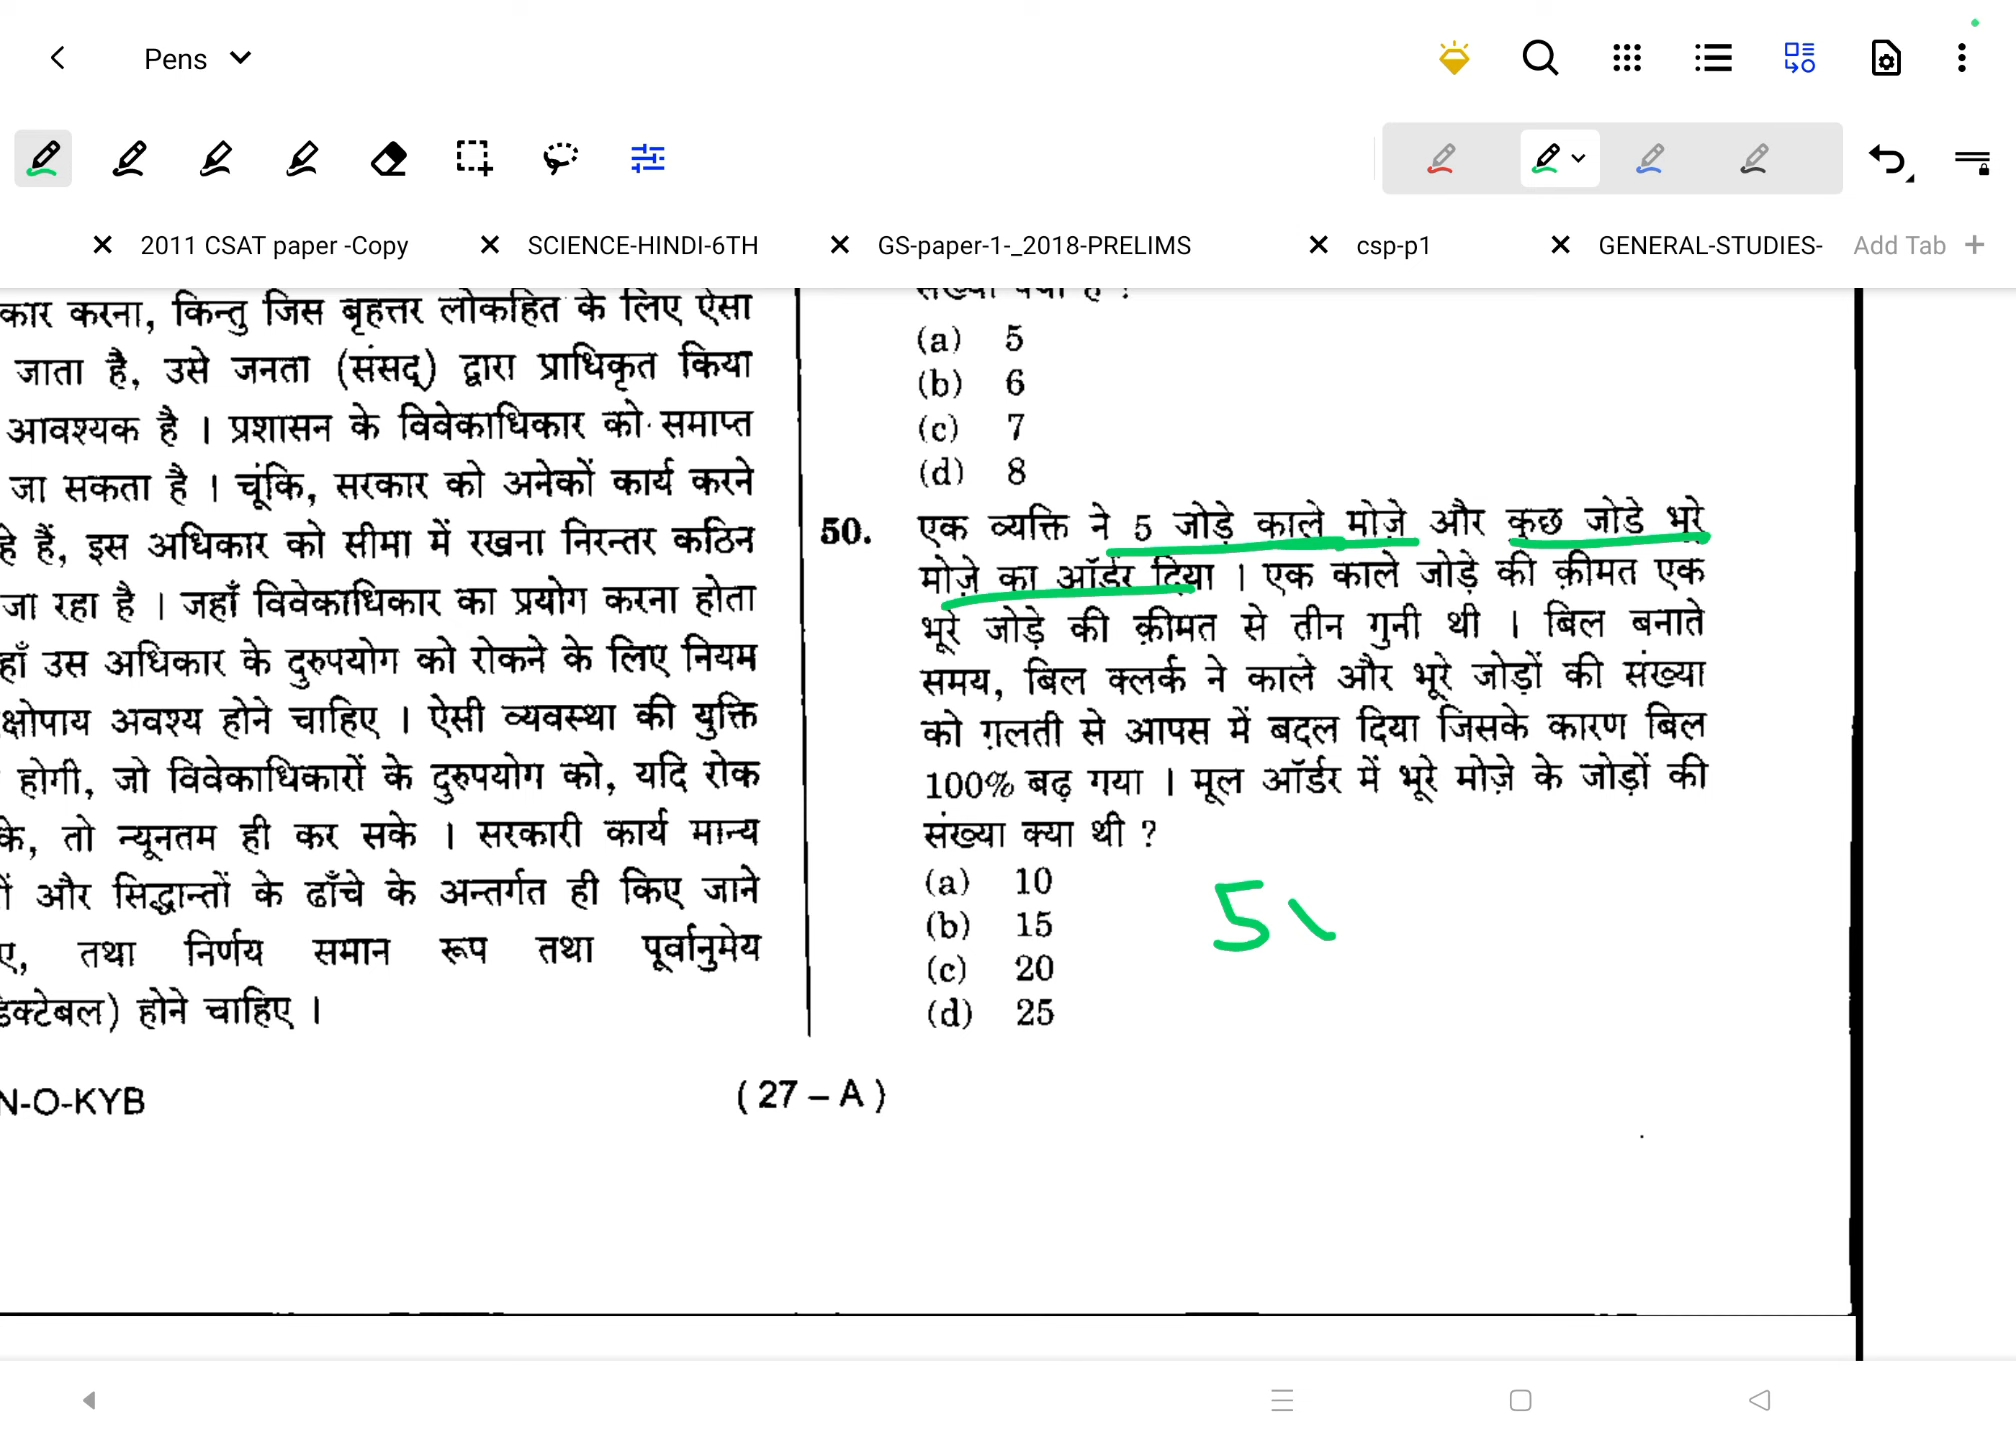 Pens
2011 CSAT paper -Copy
SCIENCE-HINDI-6TH
GS-paper-1-_2018-PRELIMS
csp-p1
GENERAL-STUDIES-
Add Tab +
कार करना, किन्तु जिस बृहत्तर लोकहित के लिए ऐसा
जाता है, उसे जनता (संसद्) द्वारा प्राधिकृत किया
आवश्यक है । प्रशासन के विवेकाधिकार को समाप्त
जा सकता है । चूंकि, सरकार को अनेकों कार्य करने
हे हैं, इस अधिकार को सीमा में रखना निरन्तर कठिन
जा रहा है । जहाँ विवेकाधिकार का प्रयोग करना होता
हाँ उस अधिकार के दुरुपयोग को रोकने के लिए नियम
क्षोपाय अवश्य होने चाहिए । ऐसी व्यवस्था की युक्ति
होगी, जो विवेकाधिकारों के दुरुपयोग को, यदि रोक
के, तो न्यूनतम ही कर सके । सरकारी कार्य मान्य
ों और सिद्धान्तों के ढाँचे के अन्तर्गत ही किए जाने
ए, तथा निर्णय समान रूप तथा पूर्वानुमेय
डिक्टेबल) होने चाहिए ।
(a) 5
(b) 6
(c) 7
(d) 8
50. एक व्यक्ति ने 5 जोड़े काले मोज़े और कुछ जोड़े भूरे
मोज़े का ऑर्डर दिया । एक काले जोड़े की क़ीमत एक
भूरे जोड़े की क़ीमत से तीन गुनी थी । बिल बनाते
समय, बिल क्लर्क ने काले और भूरे जोड़ों की संख्या
को ग़लती से आपस में बदल दिया जिसके कारण बिल
100% बढ़ गया । मूल ऑर्डर में भूरे मोज़े के जोड़ों की
संख्या क्या थी ?
(a) 10
(b) 15
(c) 20
(d) 25
5
N-O-KYB
( 27 – A )